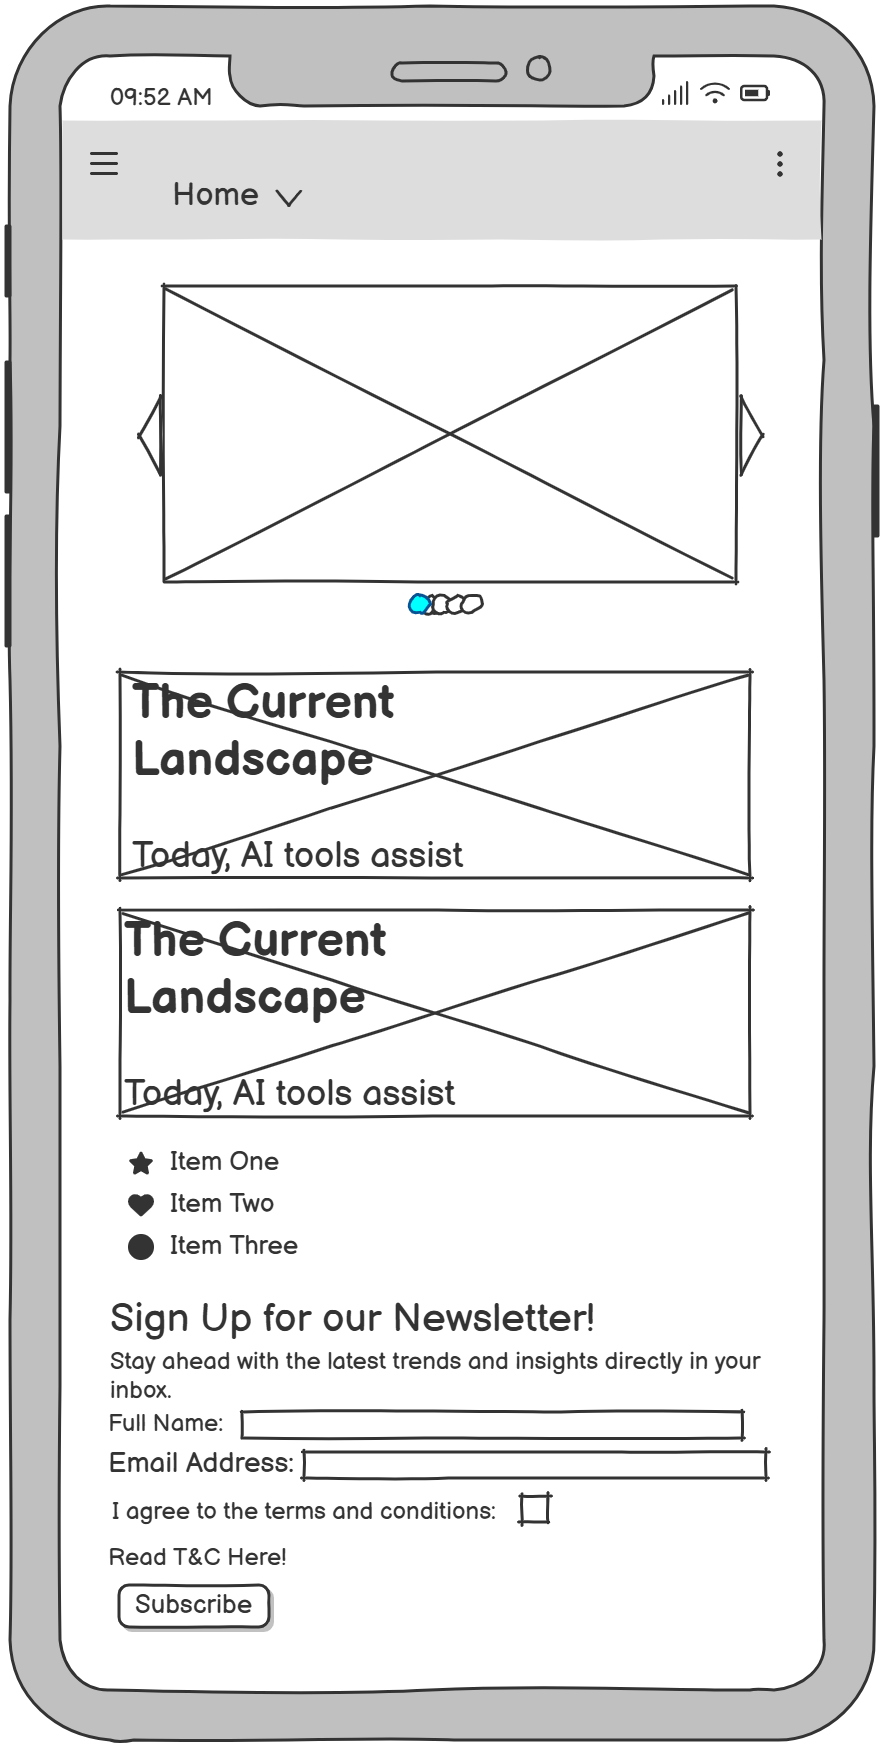 09:52 AM
Home
The Current
Landscape
Today, AI tools assist
The Current
Landscape
Today, AI tools assist
Item One
Item Two
Item Three
Sign Up for our Newsletter!
Stay ahead with the latest trends and insights directly in your
inbox.
Full Name:
Email Address:
I agree to the terms and conditions:
Read T&C Here!
Subscribe